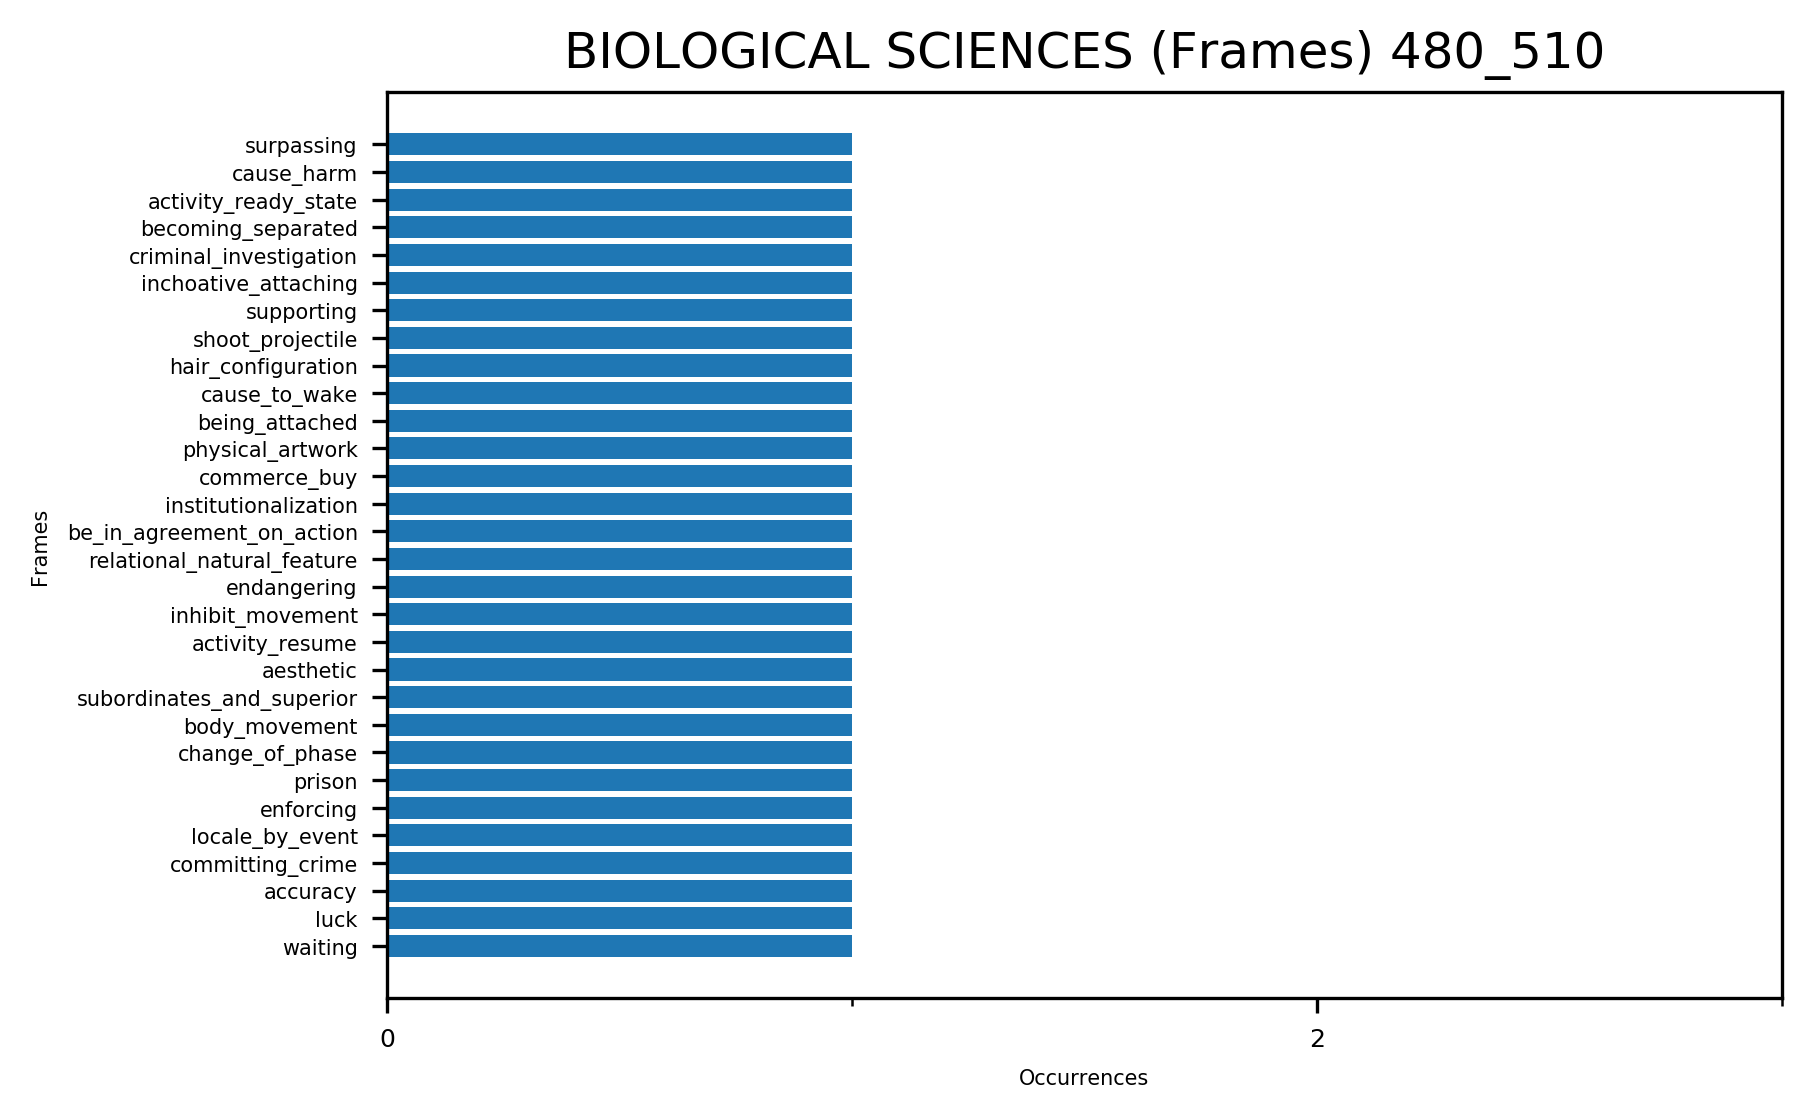 BIOLOGICAL SCIENCES (Frames) 480_510
surpassing
cause_harm
activity_ready_state
becoming_separated
criminal_investigation
inchoative_attaching
supporting
shoot_projectile
hair_configuration
cause_to_wake
being_attached
physical_artwork
commerce_buy
institutionalization
be_in_agreement_on_action
relational_natural_feature
endangering
inhibit_movement
activity_resume
aesthetic
subordinates_and_superior
body_movement
change_of_phase
prison
enforcing
locale_by_event
committing_crime
accuracy
luck
waiting
Frames
0 2
Occurrences